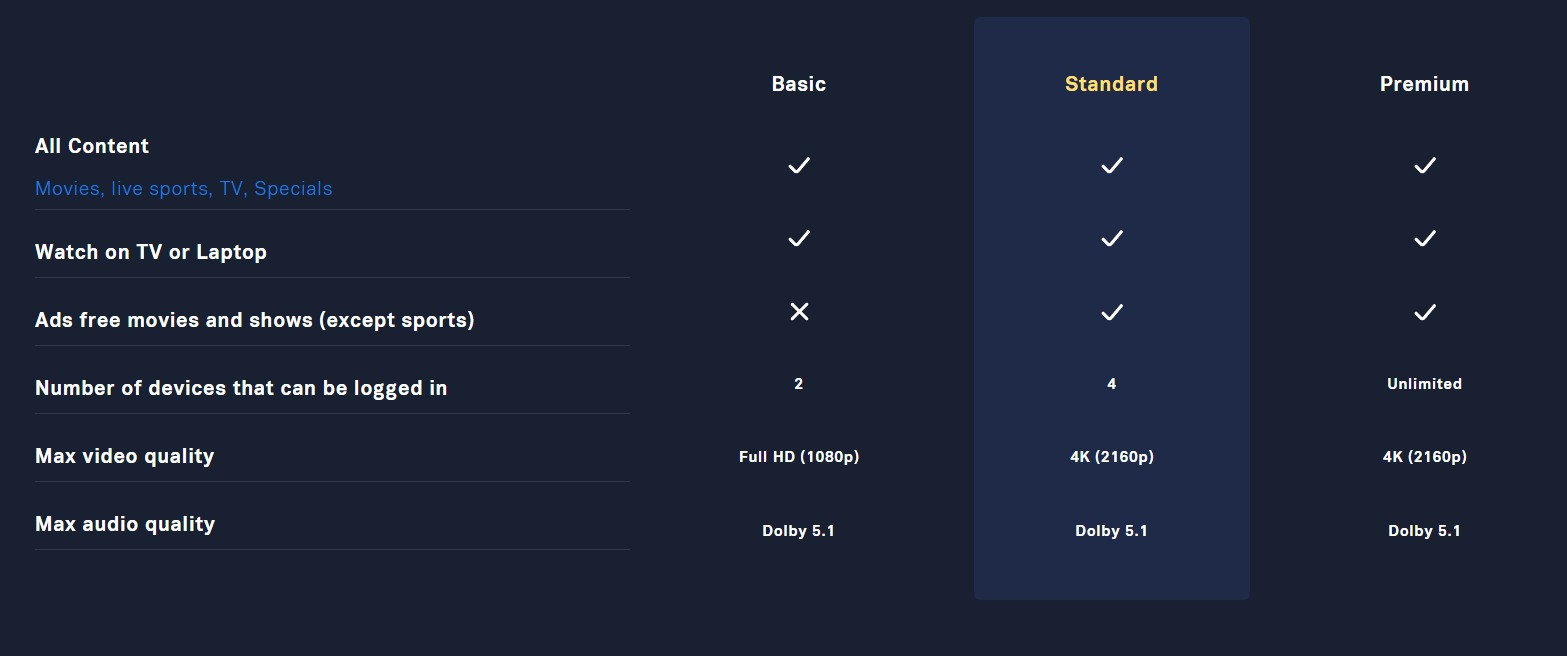 Basic Standard Premium
All Content
Movies, live sports, TV, Specials
Watch on TV or Laptop
Ads free movies and shows (except sports)
Number of devices that can be logged in 2 4 Unlimited
Max video quality Full HD (1080p) 4K (2160p) 4K (2160p)
Max audio quality Dolby 5.1 Dolby 5.1 Dolby 5.1